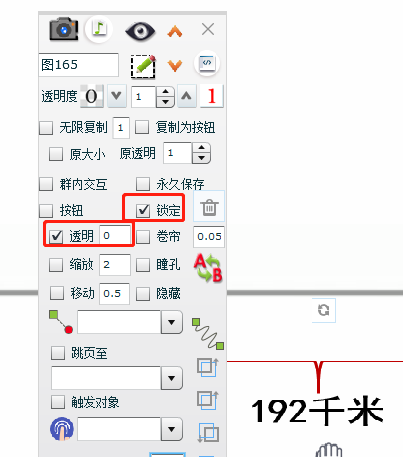 图165
透明度 0 1 1
无限复制 1 复制为按钮
原大小 原透明 1
群内交互 永久保存
按钮 锁定
透明 0 卷帘 0.05
缩放 2 瞳孔 A B
移动 0.5 隐藏
跳页至
触发对象
192千米